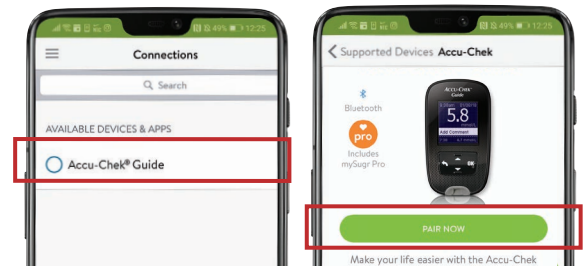 49% 12:25
Connections
Search
AVAILABLE DEVICES & APPS
Accu-Chek® Guide
49% 12:25
Supported Devices Accu-Chek
Bluetooth
pro
Includes
mySugr Pro
ACCU-CHEK
Guide
5.8
Add Comment
OK
PAIR NOW
Make your life easier with the Accu-Chek